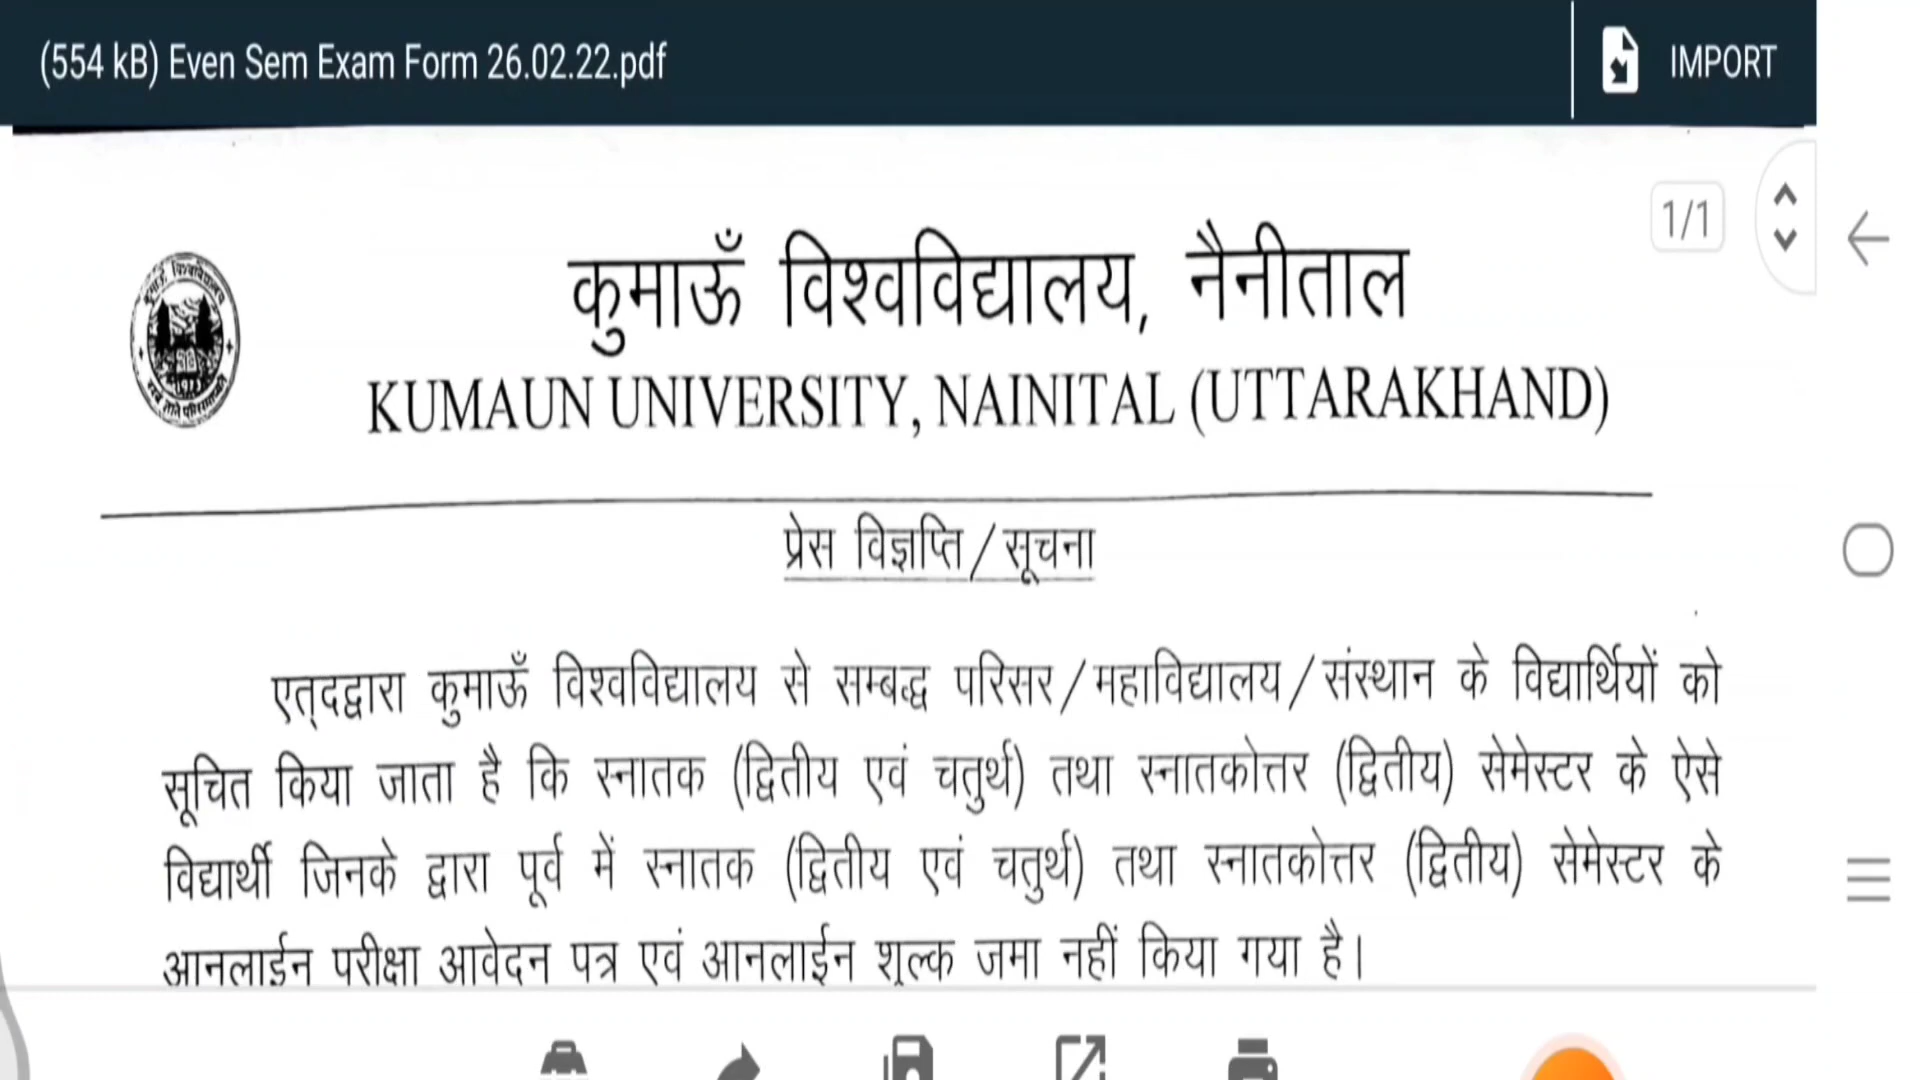 (554 kB) Even Sem Exam Form 26.02.22.pdf
IMPORT
1/1
कुमाऊँ विश्वविद्यालय, नैनीताल
KUMAUN UNIVERSITY, NAINITAL (UTTARAKHAND)
प्रेस विज्ञप्ति/सूचना
एत्दद्वारा कुमाऊँ विश्वविद्यालय से सम्बद्ध परिसर/महाविद्यालय/संस्थान के विद्यार्थियों को
सूचित किया जाता है कि स्नातक (द्वितीय एवं चतुर्थ) तथा स्नातकोत्तर (द्वितीय) सेमेस्टर के ऐसे
विद्यार्थी जिनके द्वारा पूर्व में स्नातक (द्वितीय एवं चतुर्थ) तथा स्नातकोत्तर (द्वितीय) सेमेस्टर के
आनलाईन परीक्षा आवेदन पत्र एवं आनलाईन शुल्क जमा नहीं किया गया है।